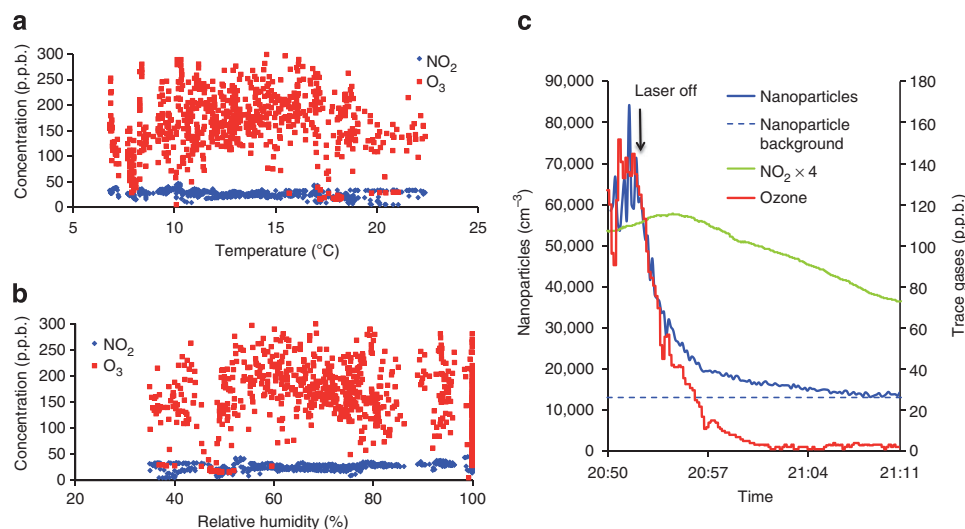 a
Concentration (p.p.b.)
300
250
200
150
100
50
0
5
10
15
20
25
Temperature (°C)
NO₂
O₃
b
Concentration (p.p.b.)
300
250
200
150
100
50
0
20
40
60
80
100
Relative humidity (%)
NO₂
O₃
c
Nanoparticles (cm⁻³)
90,000
80,000
70,000
60,000
50,000
40,000
30,000
20,000
10,000
0
20:50
20:57
21:04
21:11
Time
Laser off
Nanoparticles
Nanoparticle
background
NO₂ × 4
Ozone
180
160
140
120
100
80
60
40
20
0
Trace gases (p.p.b.)